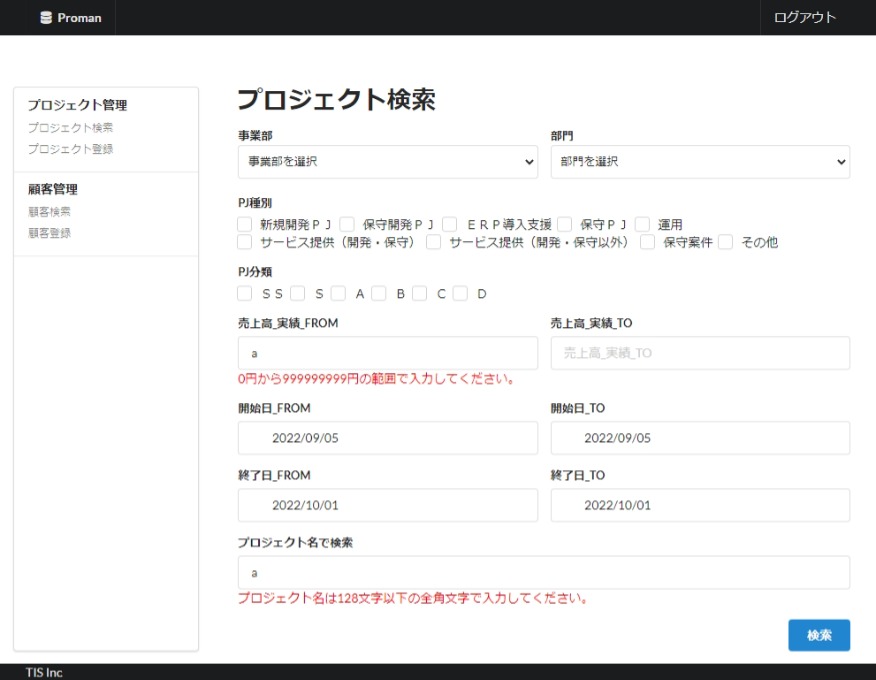 Proman
ログアウト
プロジェクト管理
プロジェクト検索
プロジェクト登録
顧客管理
顧客検索
顧客登録
プロジェクト検索
事業部 部門
事業部を選択 部門を選択
PJ種別
新規開発ＰＪ 保守開発ＰＪ ＥＲＰ導入支援 保守ＰＪ 運用
サービス提供（開発・保守） サービス提供（開発・保守以外） 保守案件 その他
PJ分類
ＳＳ Ｓ Ａ Ｂ Ｃ Ｄ
売上高_実績_FROM 売上高_実績_TO
a 売上高_実績_TO
0円から999999999円の範囲で入力してください。
開始日_FROM 開始日_TO
2022/09/05 2022/09/05
終了日_FROM 終了日_TO
2022/10/01 2022/10/01
プロジェクト名で検索
a
プロジェクト名は128文字以下の全角文字で入力してください。
検索
TIS Inc